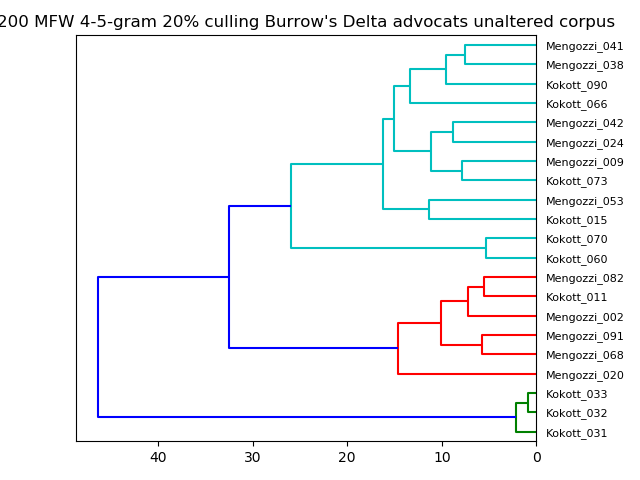 200 MFW 4-5-gram 20% culling Burrow's Delta advocats unaltered corpus
Mengozzi_041
Mengozzi_038
Kokott_090
Kokott_066
Mengozzi_042
Mengozzi_024
Mengozzi_009
Kokott_073
Mengozzi_053
Kokott_015
Kokott_070
Kokott_060
Mengozzi_082
Kokott_011
Mengozzi_002
Mengozzi_091
Mengozzi_068
Mengozzi_020
Kokott_033
Kokott_032
Kokott_031
40 30 20 10 0